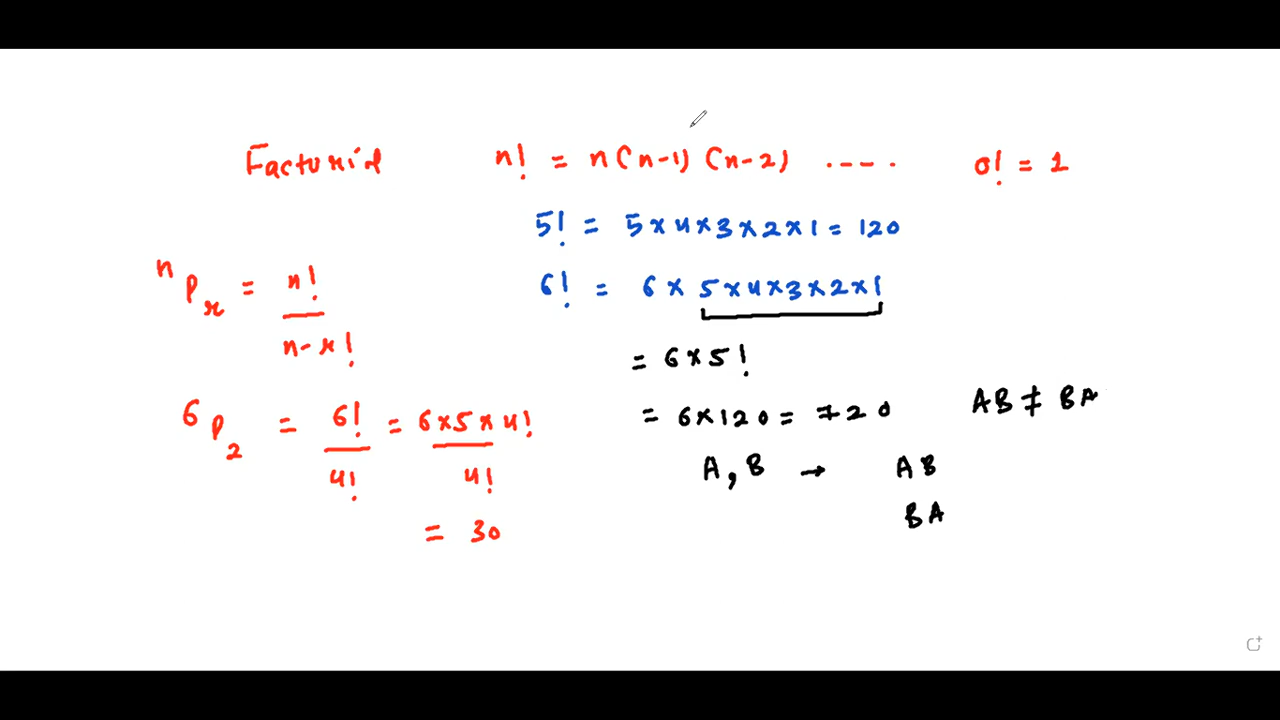 Factorial n! = n(n-1) (n-2) ----. 0! = 1
5! = 5×4×3×2×1 = 120
6! = 6 × 5×4×3×2×1
= 6×5!
= 6×120 = 720
A, B → AB
BA
AB ≠ BA
nPr = n!
n-r!
6P2 = 6! = 6×5×4!
4! 4!
= 30